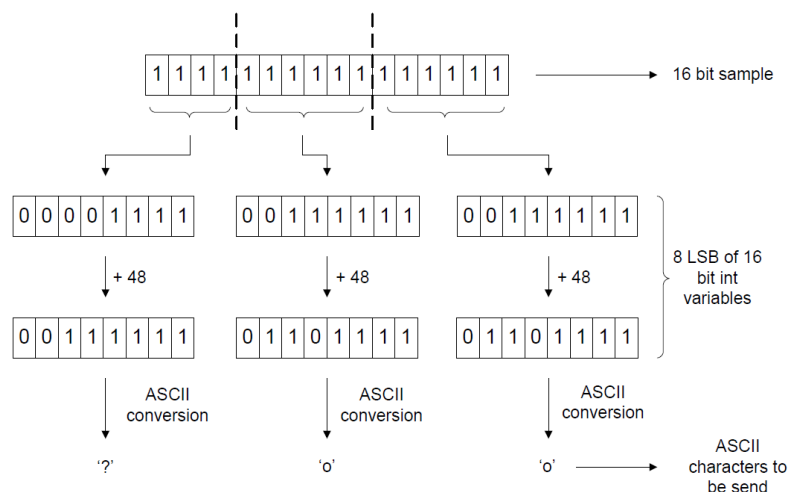 1 1 1 1 1 1 1 1 1 1 1 1 1 1 1 1
16 bit sample
0 0 0 0 1 1 1 1
0 0 1 1 1 1 1 1
0 0 1 1 1 1 1 1
+ 48
+ 48
+ 48
8 LSB of 16
bit int
variables
0 0 1 1 1 1 1 1
0 1 1 0 1 1 1 1
0 1 1 0 1 1 1 1
ASCII
conversion
ASCII
conversion
ASCII
conversion
‘?’
‘o’
‘o’
ASCII
characters to
be send